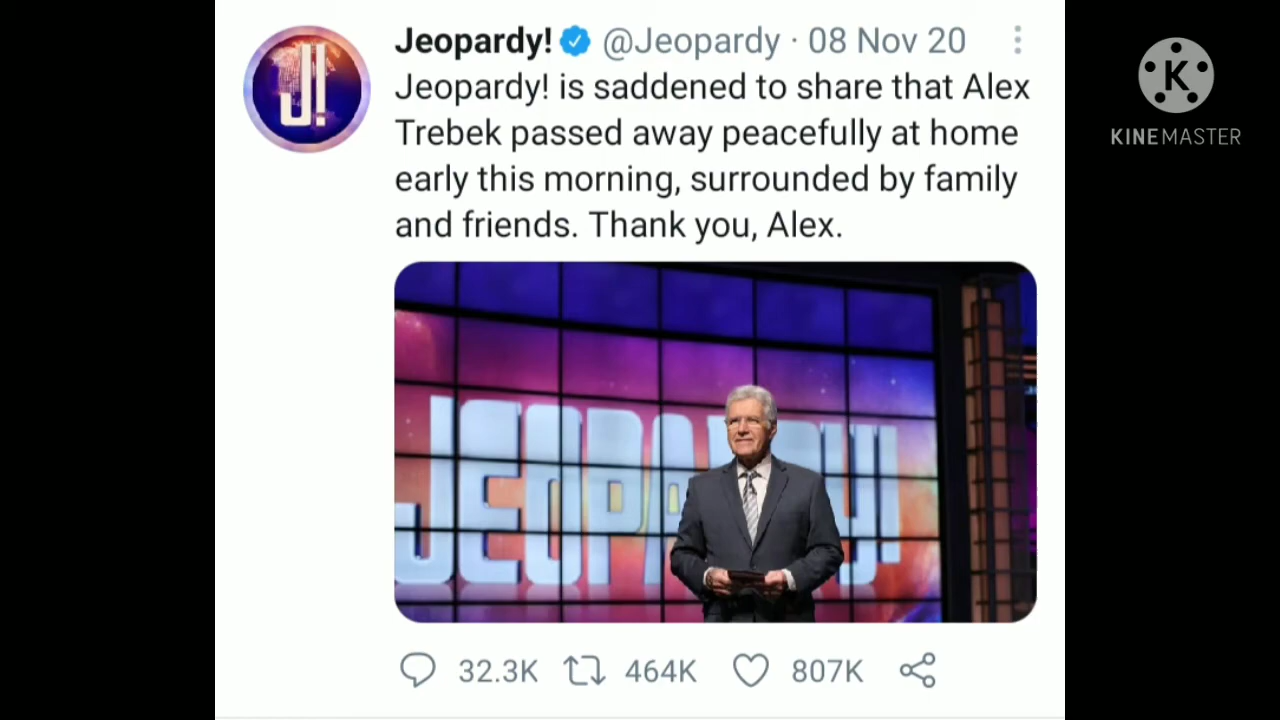 Jeopardy! @Jeopardy · 08 Nov 20
Jeopardy! is saddened to share that Alex
Trebek passed away peacefully at home
early this morning, surrounded by family
and friends. Thank you, Alex.
J!
K
KINEMASTER
JEOPARDY!
32.3K 464K 807K